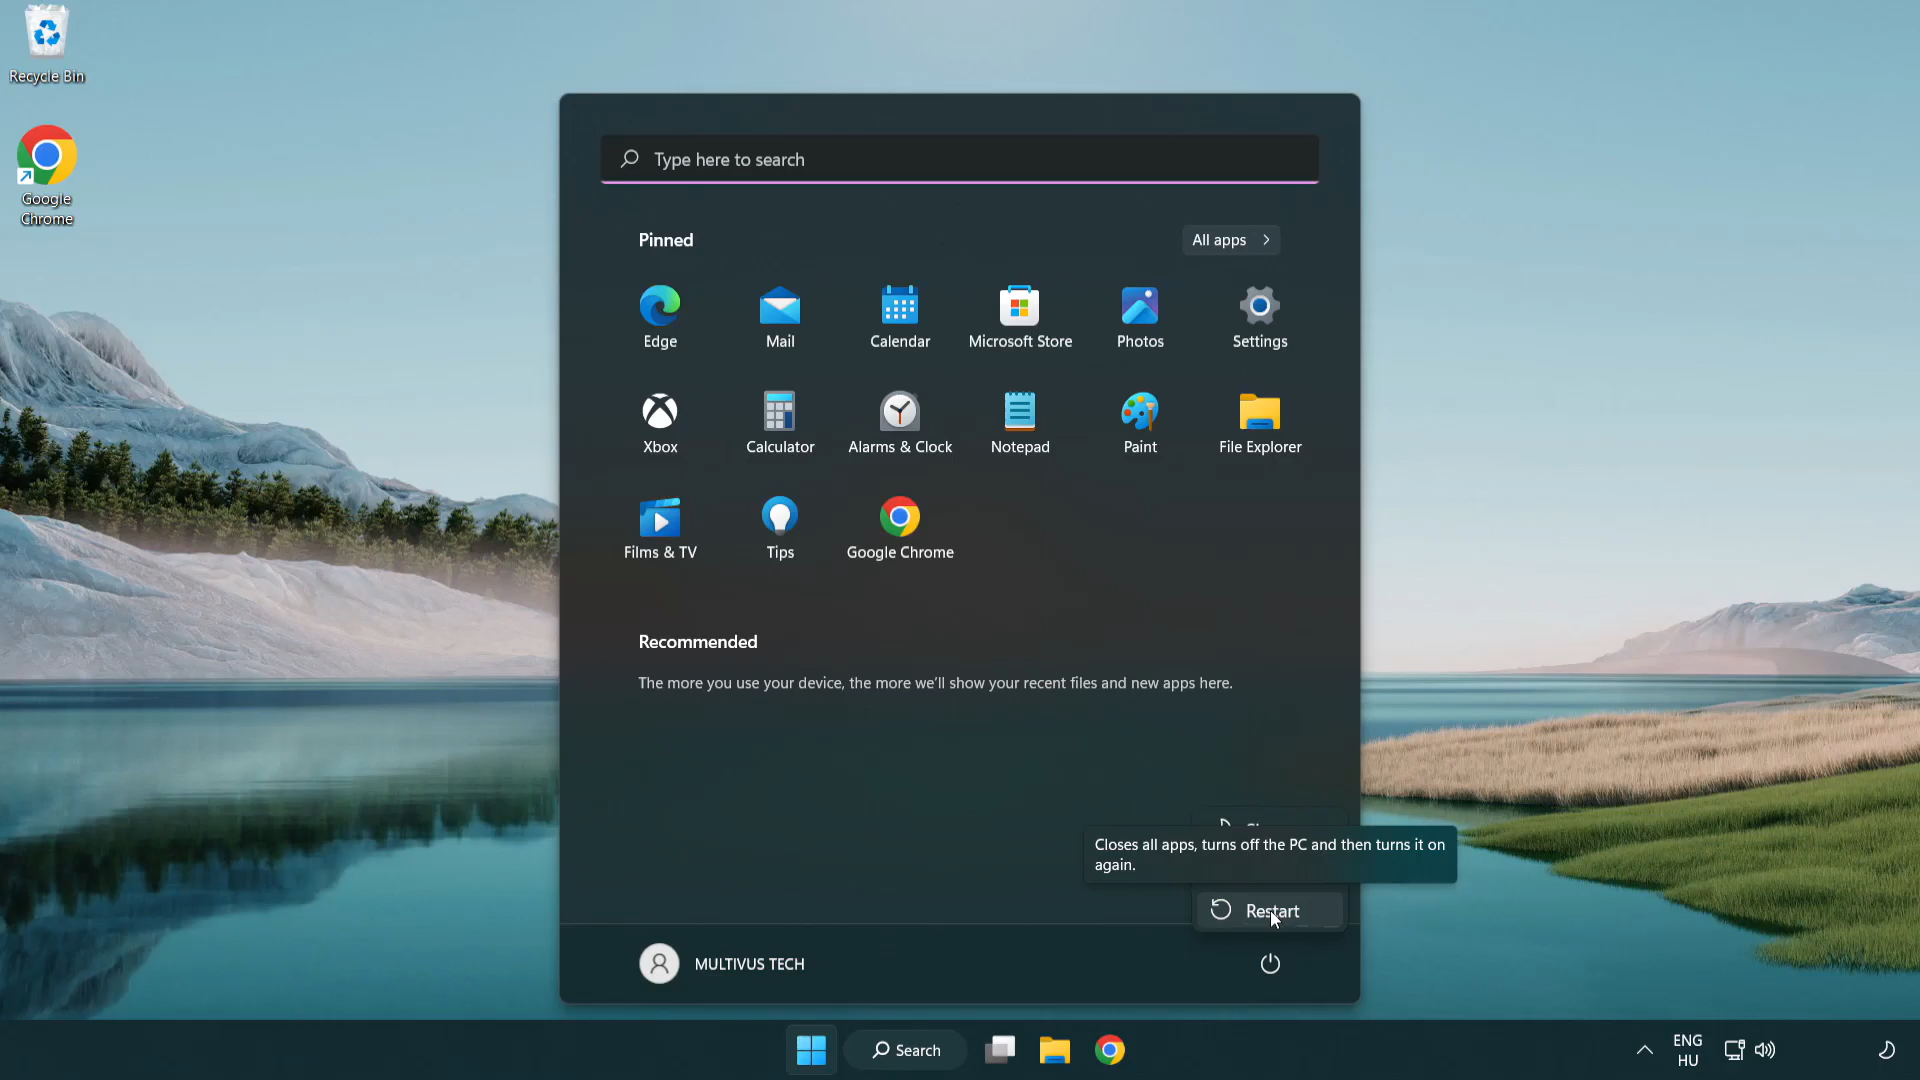 Recycle Bin
Google
Chrome
Type here to search
Pinned
All apps
Edge
Mail
Calendar
Microsoft Store
Photos
Settings
Xbox
Calculator
Alarms & Clock
Notepad
Paint
File Explorer
Films & TV
Tips
Google Chrome
Recommended
The more you use your device, the more we'll show your recent files and new apps here.
Closes all apps, turns off the PC and then turns it on
again.
Restart
MULTIVUS TECH
Search
ENG
HU